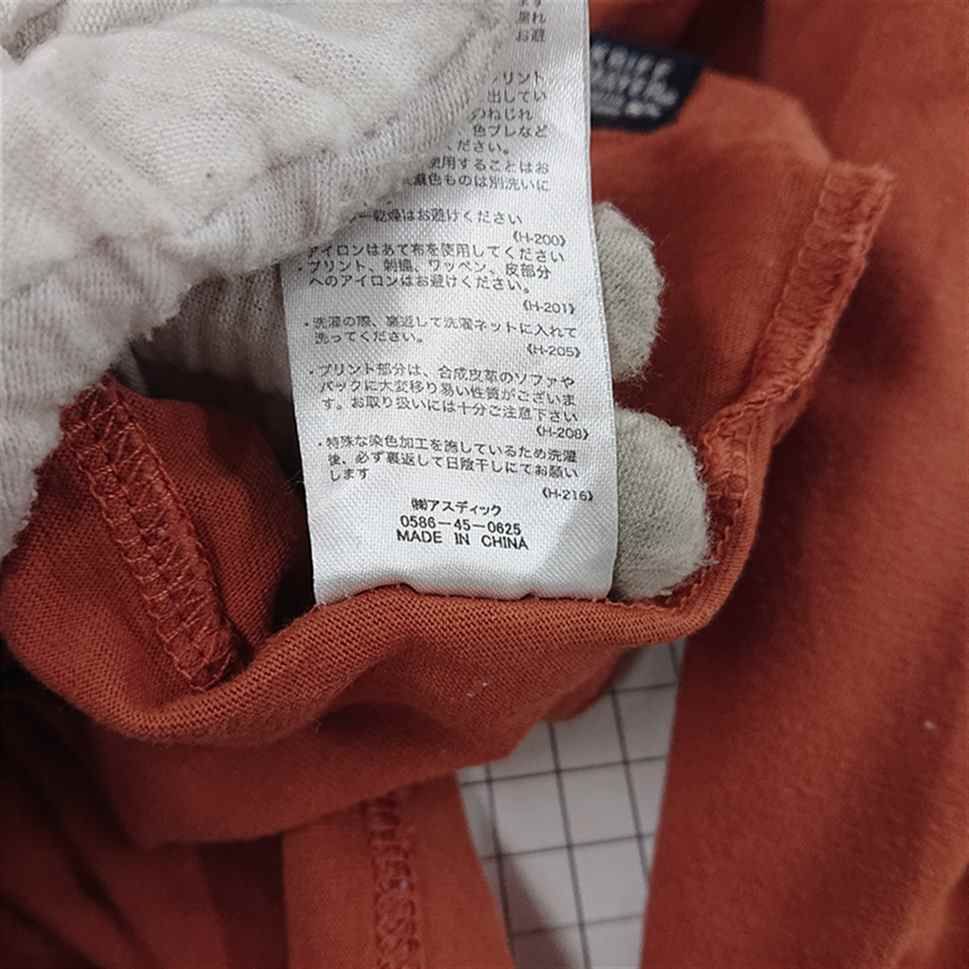 ます
濡れ
お避
プリント
出してい
のねじれ
色ブレなど
ください。
使用することはお
濃色ものは別洗いに
乾燥はお避けください
《H-200》
アイロンはあて布を使用してください
・プリント、刺繍、ワッペン、皮部分
へのアイロンはお避けください。
《H-201》
・洗濯の際、裏返して洗濯ネットに入れて
洗ってください。
《H-205》
・プリント部分は、合成皮革のソファや
バックに大変移り易い性質がございま
す。お取り扱いには十分ご注意下さい
《H-208》
・特殊な染色加工を施しているため洗濯
後、必ず裏返して日陰干しにてお願い
します
《H-216》
㈱アスディック
0586-45-0625
MADE IN CHINA